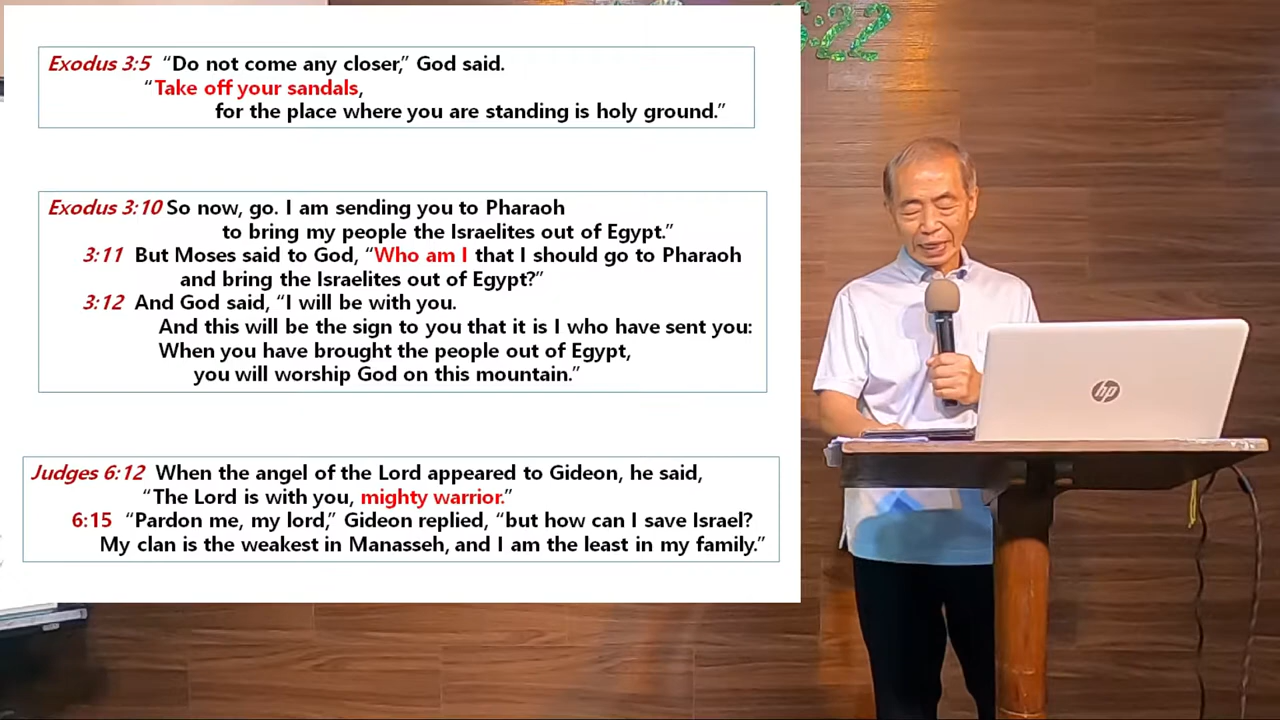 Exodus 3:5 “Do not come any closer,” God said.
“Take off your sandals,
for the place where you are standing is holy ground.”
Exodus 3:10 So now, go. I am sending you to Pharaoh
to bring my people the Israelites out of Egypt.”
3:11 But Moses said to God, “Who am I that I should go to Pharaoh
and bring the Israelites out of Egypt?”
3:12 And God said, “I will be with you.
And this will be the sign to you that it is I who have sent you:
When you have brought the people out of Egypt,
you will worship God on this mountain.”
Judges 6:12 When the angel of the Lord appeared to Gideon, he said,
“The Lord is with you, mighty warrior.”
6:15 “Pardon me, my lord,” Gideon replied, “but how can I save Israel?
My clan is the weakest in Manasseh, and I am the least in my family.”
:22
hp